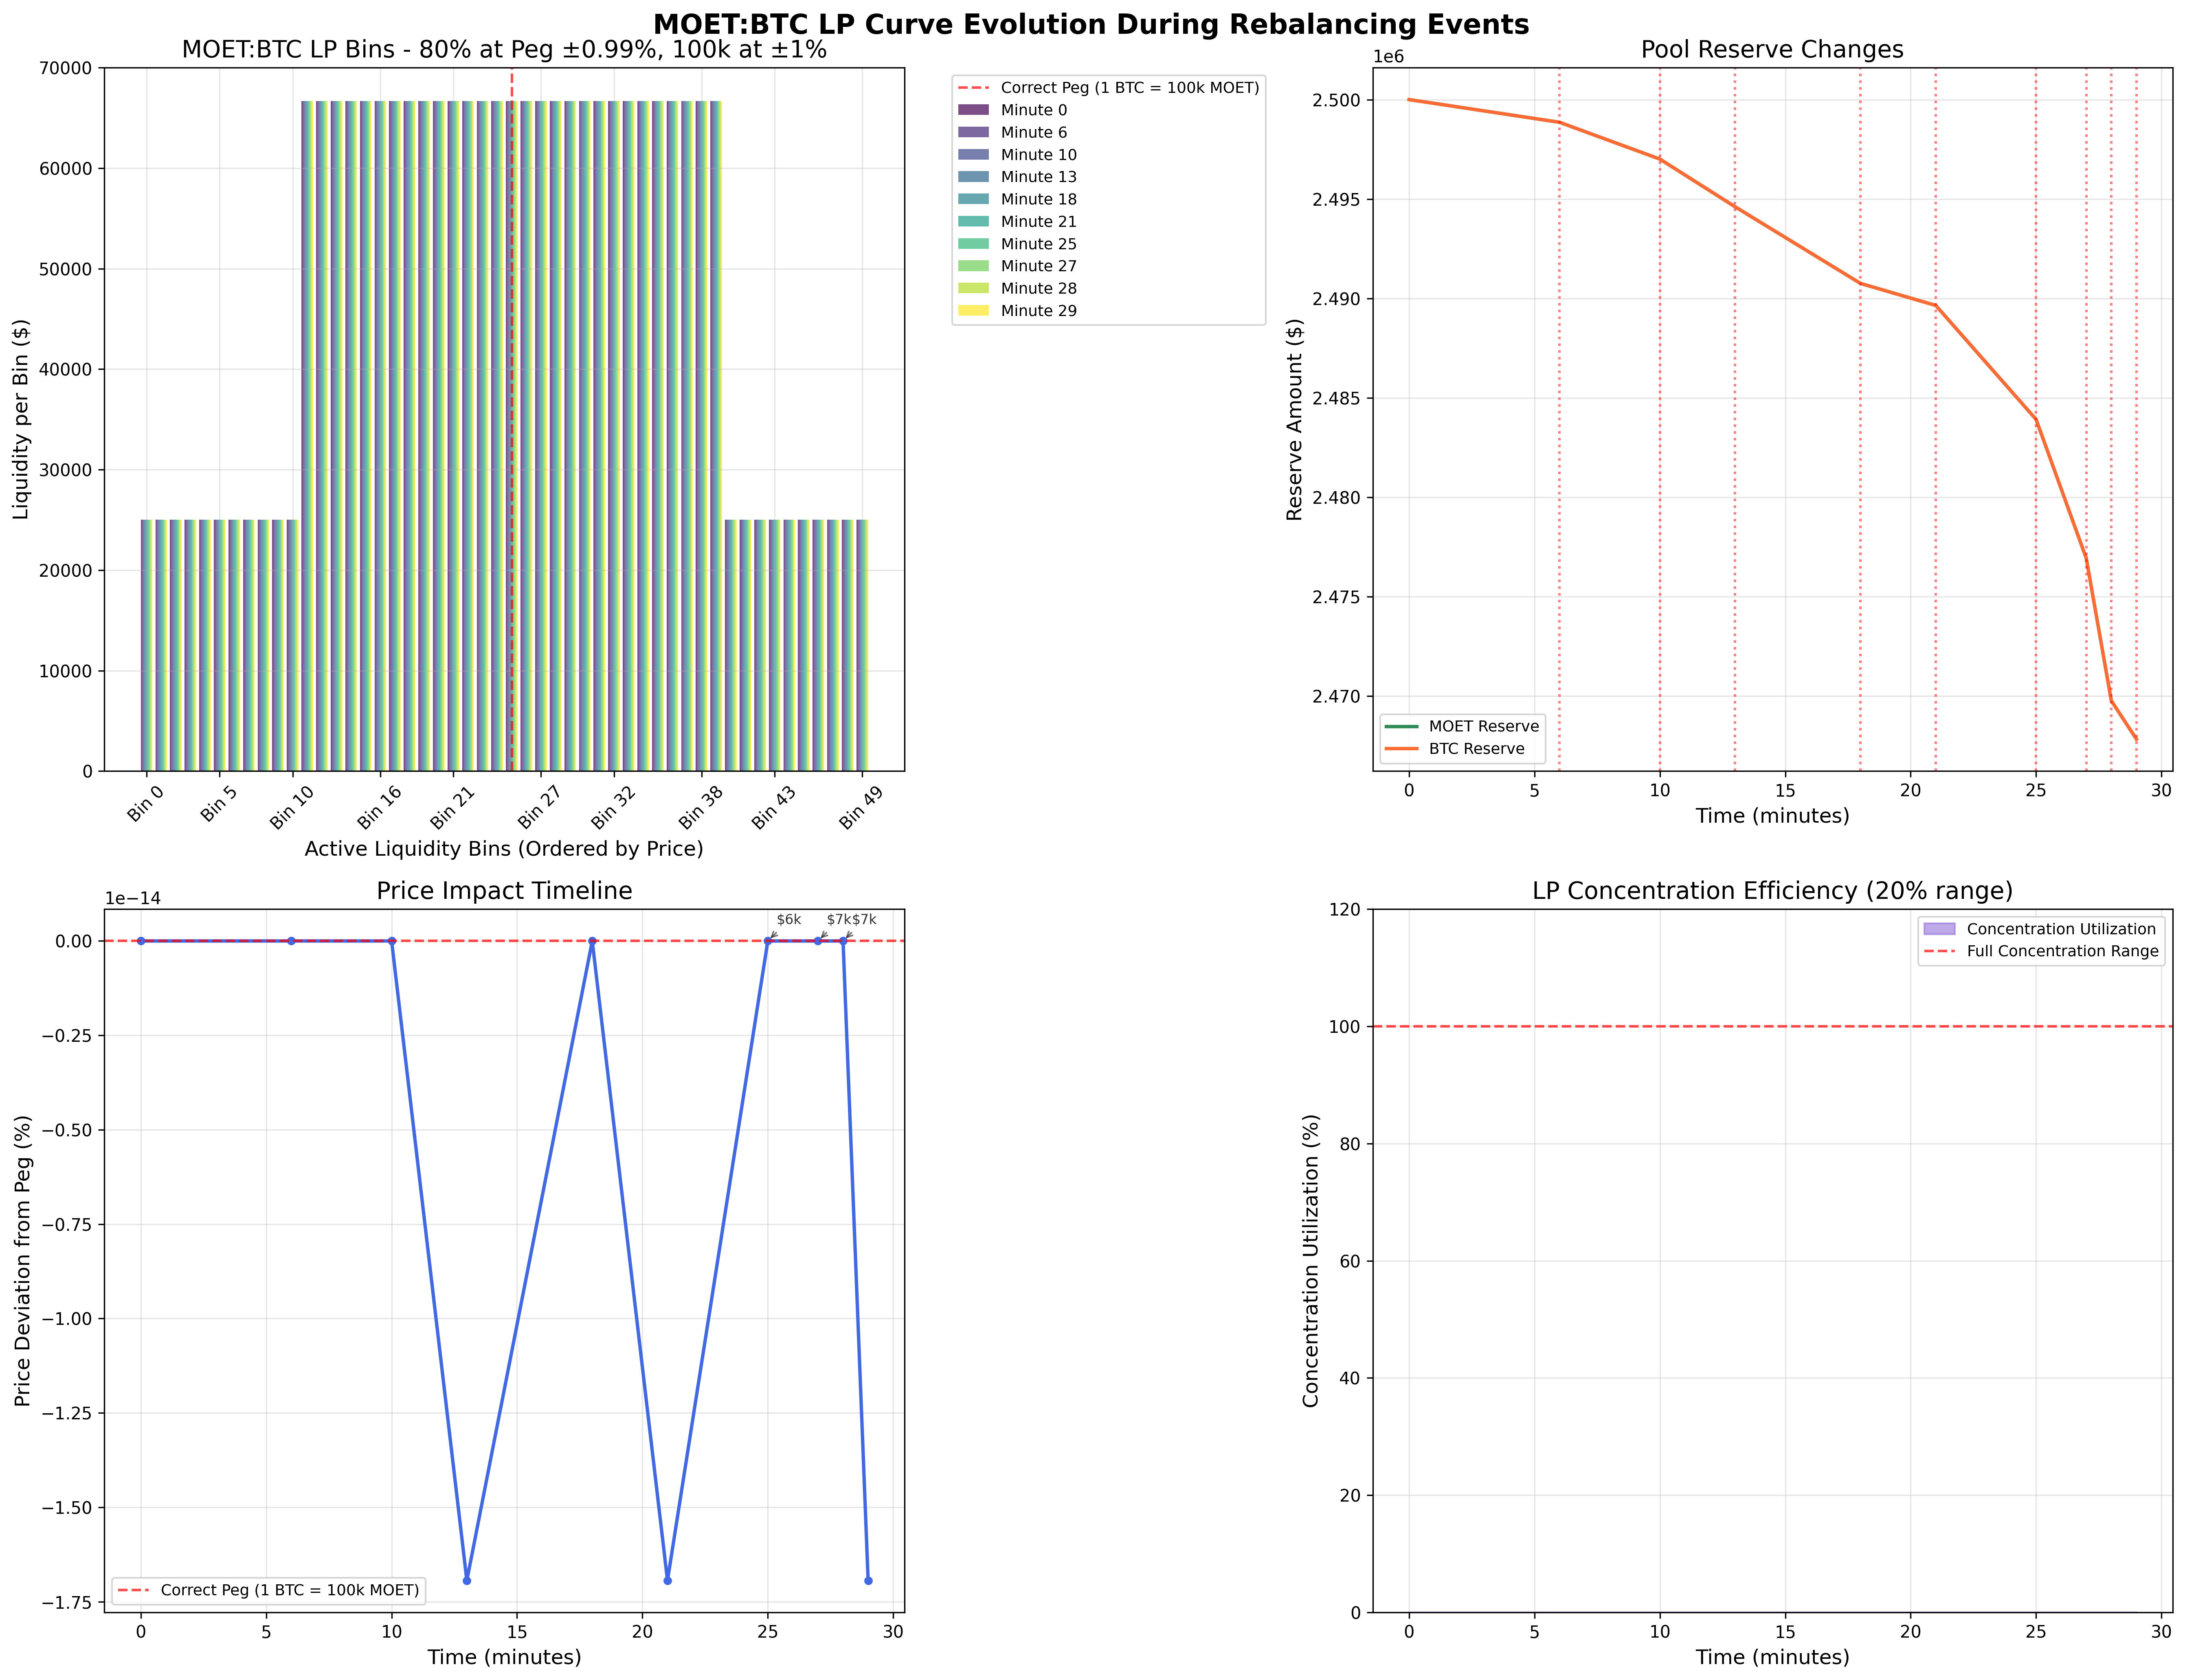 MOET:BTC LP Curve Evolution During Rebalancing Events
MOET:BTC LP Bins - 80% at Peg ±0.99%, 100k at ±1%
70000
60000
50000
40000
30000
20000
10000
0
Liquidity per Bin ($)
Bin 0
Bin 5
Bin 10
Bin 16
Bin 21
Bin 27
Bin 32
Bin 38
Bin 43
Bin 49
Active Liquidity Bins (Ordered by Price)
Correct Peg (1 BTC = 100k MOET)
Minute 0
Minute 6
Minute 10
Minute 13
Minute 18
Minute 21
Minute 25
Minute 27
Minute 28
Minute 29
Pool Reserve Changes
1e6
2.500
2.495
2.490
2.485
2.480
2.475
2.470
Reserve Amount ($)
MOET Reserve
BTC Reserve
0
5
10
15
20
25
30
Time (minutes)
Price Impact Timeline
1e−14
0.00
−0.25
−0.50
−0.75
−1.00
−1.25
−1.50
−1.75
Price Deviation from Peg (%)
$6k
$7k
$7k
Correct Peg (1 BTC = 100k MOET)
0
5
10
15
20
25
30
Time (minutes)
LP Concentration Efficiency (20% range)
120
100
80
60
40
20
0
Concentration Utilization (%)
Concentration Utilization
Full Concentration Range
0
5
10
15
20
25
30
Time (minutes)